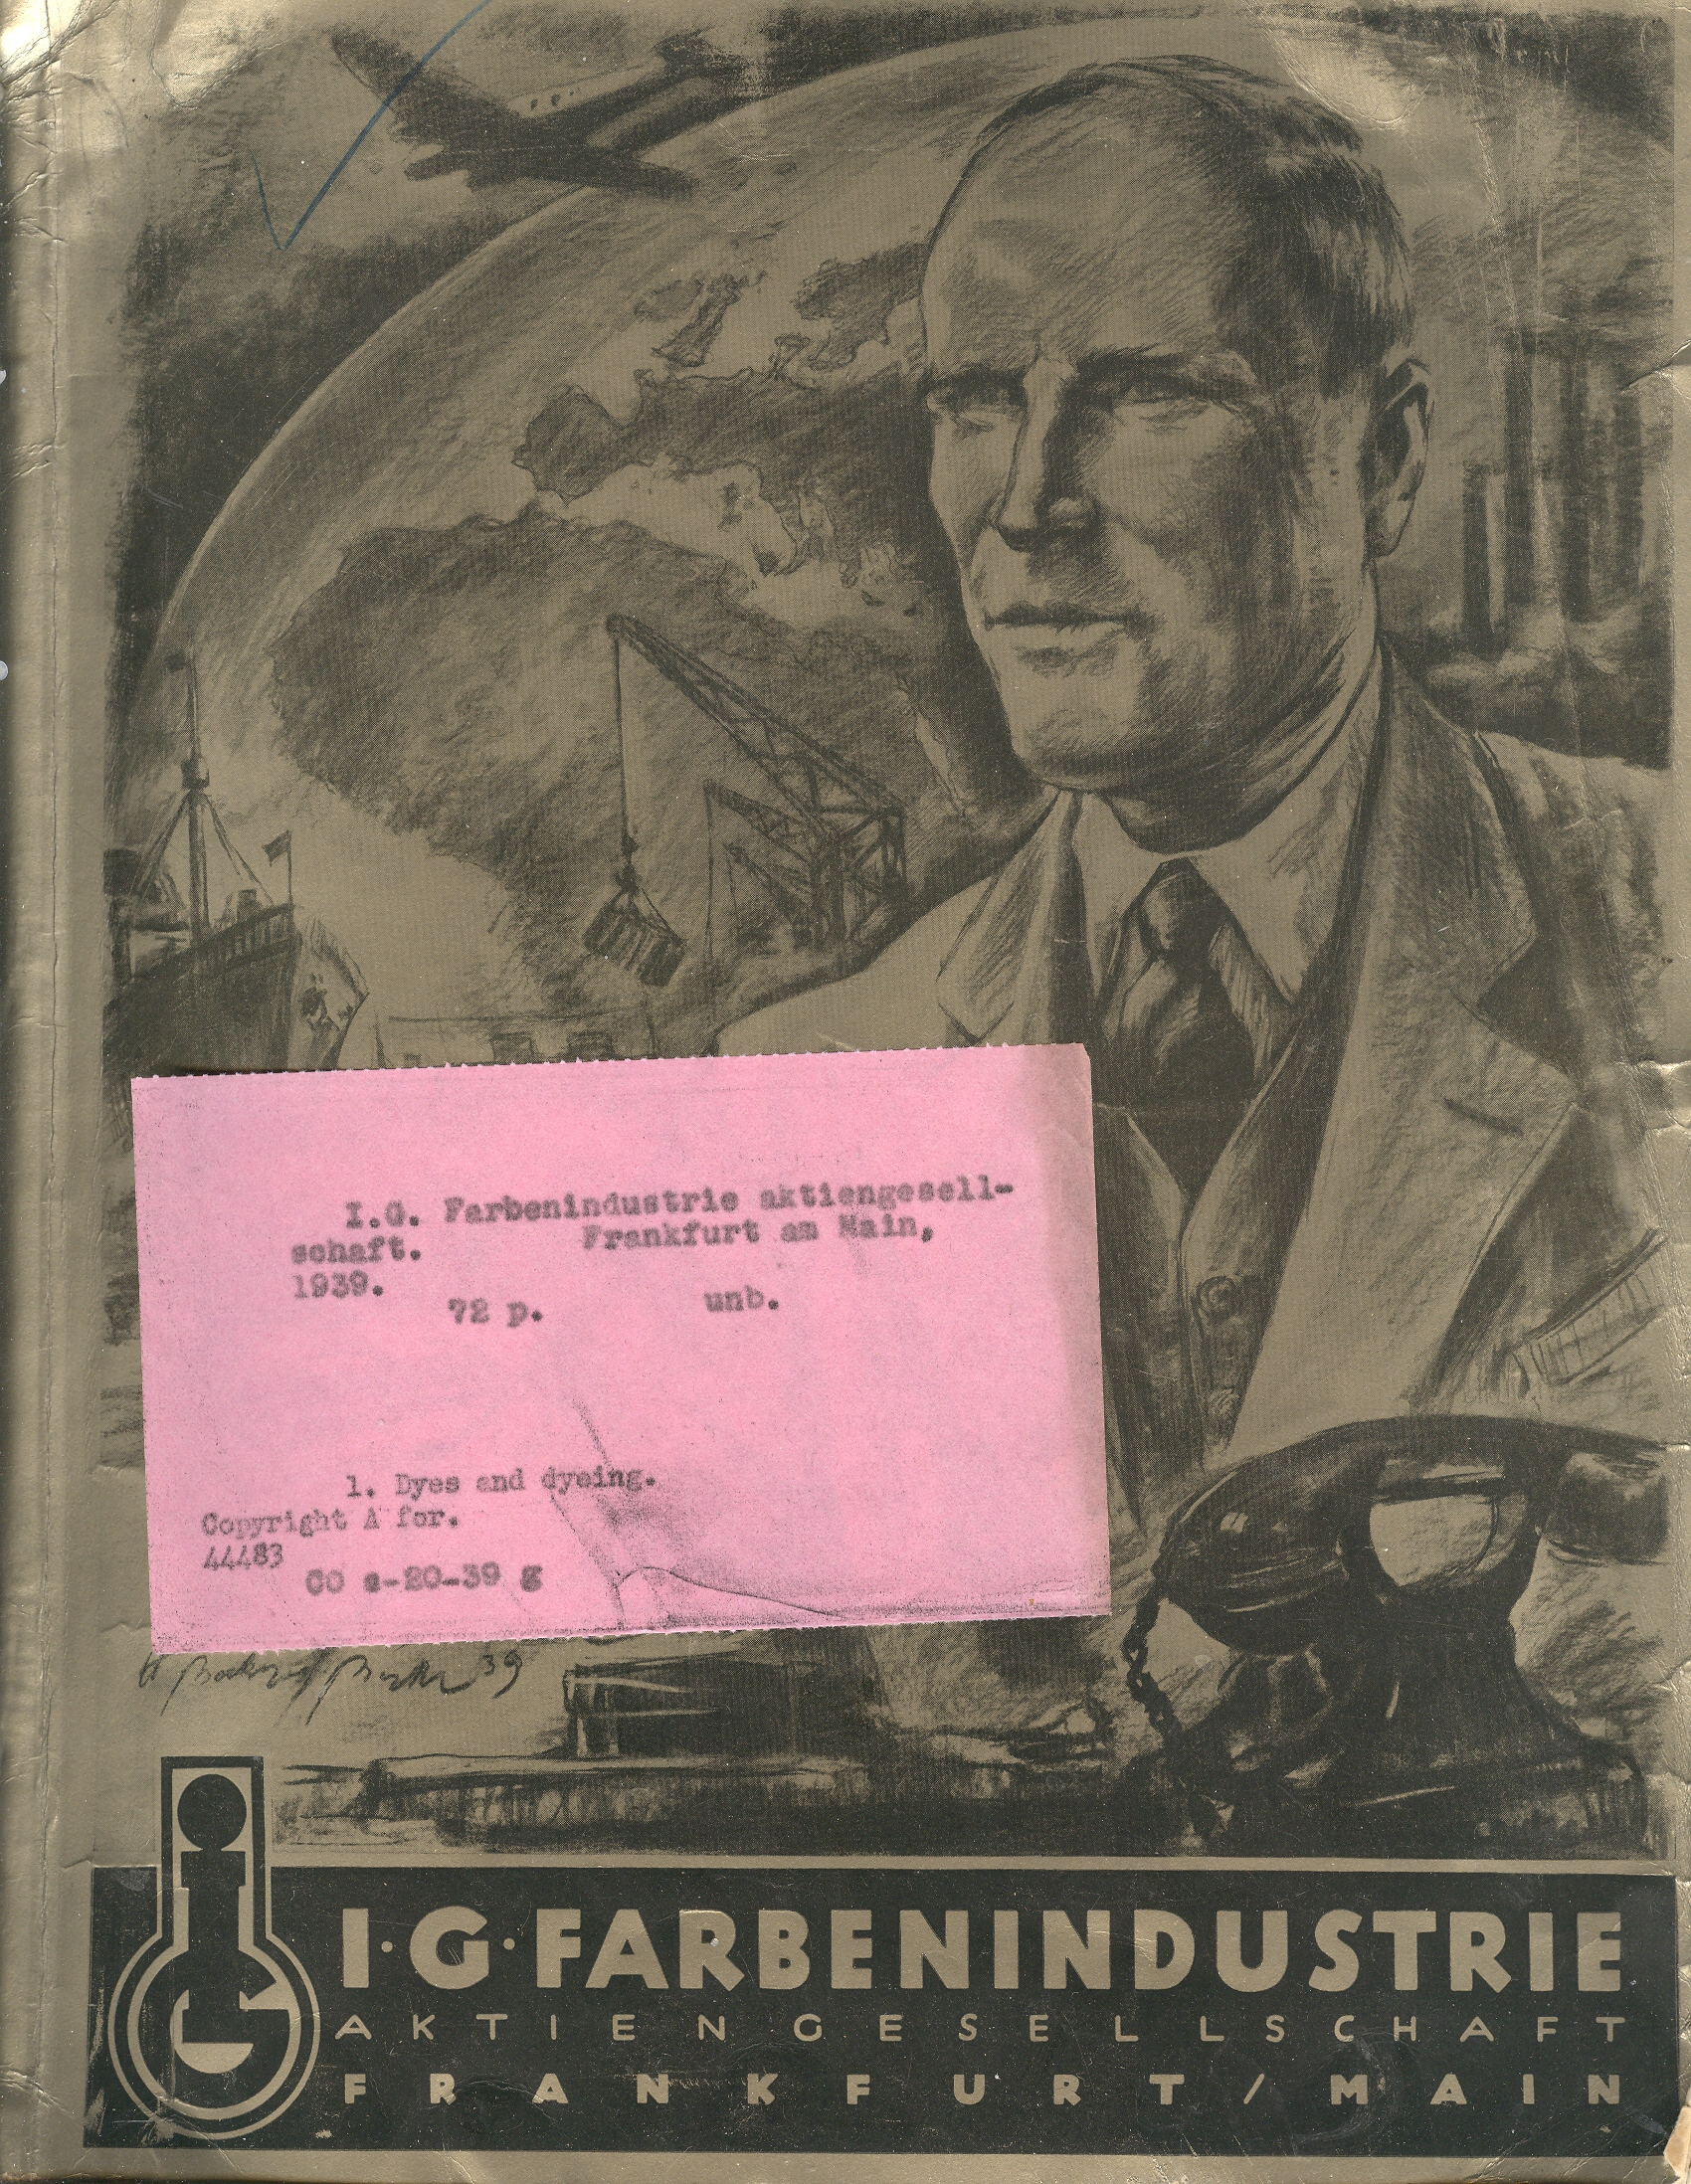 I.G. Farbenindustrie aktiengesell-
schaft. Frankfurt am Main,
1939.
72 p. unb.
1. Dyes and dyeing.
Copyright A for.
44483
CO s-20-39 g
39
I·G·FARBENINDUSTRIE
AKTIENGESELLSCHAFT
FRANKFURT/MAIN